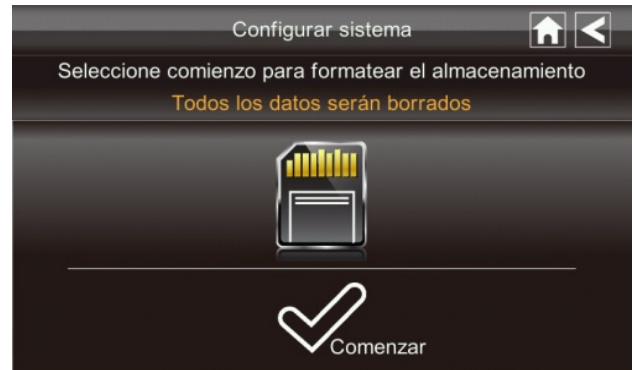 Configurar sistema
Seleccione comienzo para formatear el almacenamiento
Todos los datos serán borrados
Comenzar